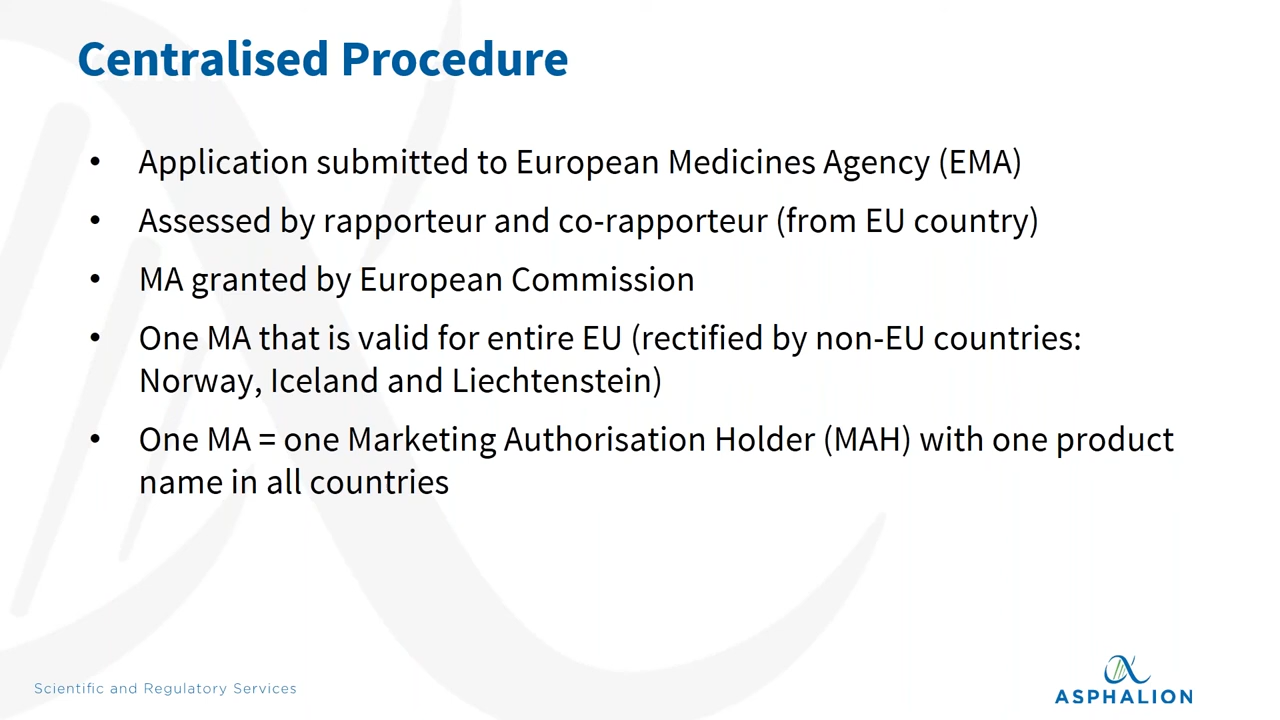 Centralised Procedure
• Application submitted to European Medicines Agency (EMA)
• Assessed by rapporteur and co-rapporteur (from EU country)
• MA granted by European Commission
• One MA that is valid for entire EU (rectified by non-EU countries:
Norway, Iceland and Liechtenstein)
• One MA = one Marketing Authorisation Holder (MAH) with one product
name in all countries
Scientific and Regulatory Services
ASPHALION